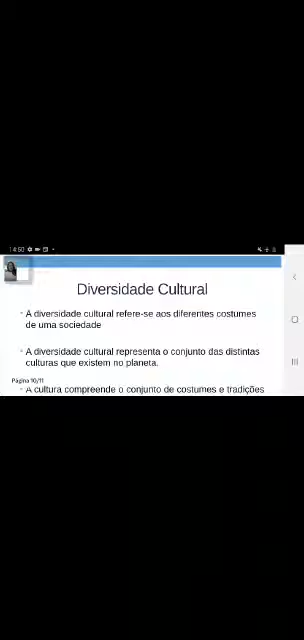 14:50
Diversidade Cultural
- A diversidade cultural refere-se aos diferentes costumes
de uma sociedade
- A diversidade cultural representa o conjunto das distintas
culturas que existem no planeta.
Página 10/11
- A cultura compreende o conjunto de costumes e tradições